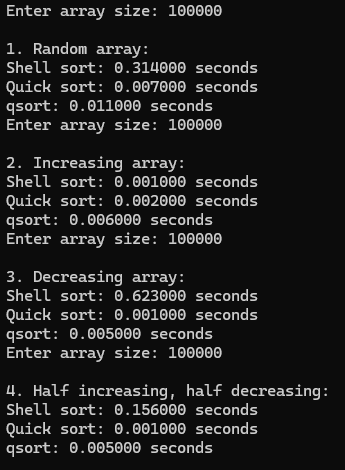 Enter array size: 100000
1. Random array:
Shell sort: 0.314000 seconds
Quick sort: 0.007000 seconds
qsort: 0.011000 seconds
Enter array size: 100000
2. Increasing array:
Shell sort: 0.001000 seconds
Quick sort: 0.002000 seconds
qsort: 0.006000 seconds
Enter array size: 100000
3. Decreasing array:
Shell sort: 0.623000 seconds
Quick sort: 0.001000 seconds
qsort: 0.005000 seconds
Enter array size: 100000
4. Half increasing, half decreasing:
Shell sort: 0.156000 seconds
Quick sort: 0.001000 seconds
qsort: 0.005000 seconds